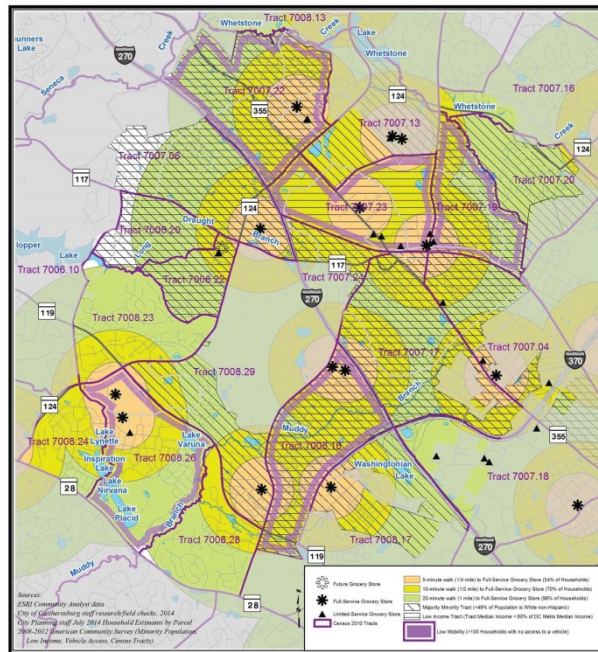 Whetstone
Tract 7008.13
Lake
Whetstone
unners
Lake
Creek
270
Creek
Seneca
Tract 7007.22
355
124
Tract 7007.16
Tract 7007.13
Whetstone
Creek
124
Tract 7007.06
117
Tract 7007.20
Tract 7007.23
Tract 7007.19
Tract 7008.20
124
Draught
Branch
Long
Hopper
Lake
Tract 7006.10
Tract 7008.22
117
Tract 7007.24
270
119
Tract 7008.23
Tract 7007.17
Tract 7007.04
Tract 7008.29
370
Branch
124
Muddy
355
Lake
Lynette
Lake
Varuna
Tract 7008.24
Tract 7008.26
Tract 7008.16
Inspiration
Lake
Washingtonian
Lake
Tract 7007.18
28
Lake
Nirvana
Lake
Placid
Branch
Tract 7008.28
Tract 7008.17
270
Muddy
119
28
Sources:
ESRI Community Analyst data
City of Gaithersburg staff research/field checks, 2014
City Planning staff July 2014 Household Estimates by Parcel
2008-2012 American Community Survey (Minority Population,
Low Income, Vehicle Access, Census Tracts)
Future Grocery Store
Full-Service Grocery Store
Limited-Service Grocery Store
Census 2010 Tracts
5-minute walk (1/4 mile) to Full-Service Grocery Store (34% of Households)
10-minute walk (1/2 mile) to Full-Service Grocery Store (70% of Households)
20-minute walk (1 mile) to Full-Service Grocery Store (98% of Households)
Majority Minority Tract (<49% of Population is White non-Hispanic)
Low Income Tract (Tract Median Income < 80% of DC Metro Median Income)
Low Mobility (>100 Households with no access to a vehicle)